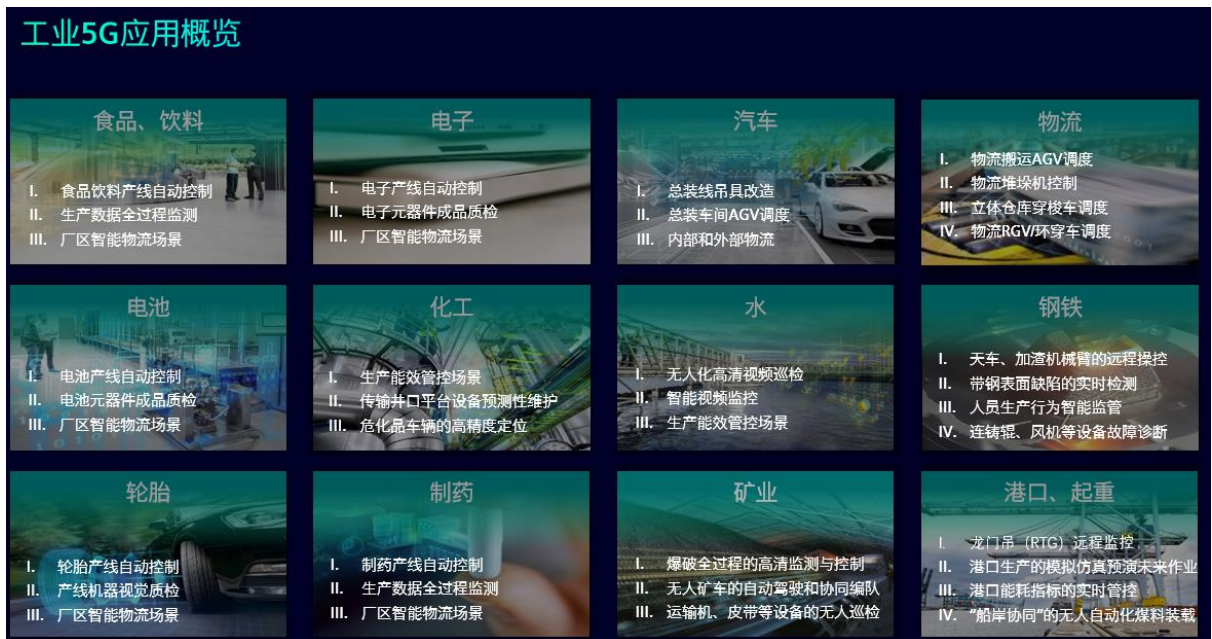 工业5G应用概览
食品、饮料
I. 食品饮料产线自动控制
II. 生产数据全过程监测
III. 厂区智能物流场景
电子
I. 电子产线自动控制
II. 电子元器件成品质检
III. 厂区智能物流场景
汽车
I. 总装线吊具改造
II. 总装车间AGV调度
III. 内部和外部物流
物流
I. 物流搬运AGV调度
II. 物流堆垛机控制
III. 立体仓库穿梭车调度
IV. 物流RGV/环穿车调度
电池
I. 电池产线自动控制
II. 电池元器件成品质检
III. 厂区智能物流场景
化工
I. 生产能效管控场景
II. 传输井口平台设备预测性维护
III. 危化品车辆的高精度定位
水
I. 无人化高清视频巡检
II. 智能视频监控
III. 生产能效管控场景
钢铁
I. 天车、加渣机械臂的远程操控
II. 带钢表面缺陷的实时检测
III. 人员生产行为智能监管
IV. 连铸辊、风机等设备故障诊断
轮胎
I. 轮胎产线自动控制
II. 产线机器视觉质检
III. 厂区智能物流场景
制药
I. 制药产线自动控制
II. 生产数据全过程监测
III. 厂区智能物流场景
矿业
I. 爆破全过程的高清监测与控制
II. 无人矿车的自动驾驶和协同编队
III. 运输机、皮带等设备的无人巡检
港口、起重
I. 龙门吊（RTG）远程监控
II. 港口生产的模拟仿真预演未来作业
III. 港口能耗指标的实时管控
IV. “船岸协同”的无人自动化煤料装载